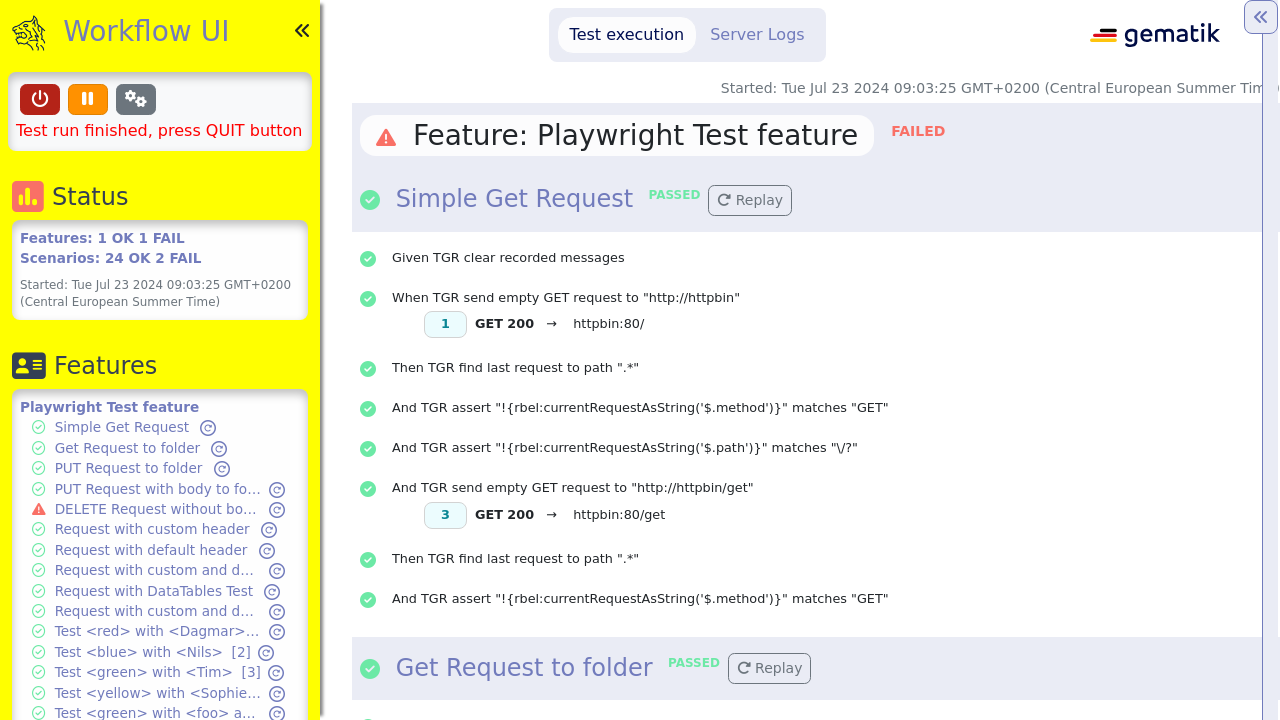 Workflow UI
Test run finished, press QUIT button
Status
Features: 1 OK 1 FAIL
Scenarios: 24 OK 2 FAIL
Started: Tue Jul 23 2024 09:03:25 GMT+0200
(Central European Summer Time)
Features
Playwright Test feature
Simple Get Request
Get Request to folder
PUT Request to folder
PUT Request with body to fo...
DELETE Request without bo...
Request with custom header
Request with default header
Request with custom and d...
Request with DataTables Test
Request with custom and d...
Test <red> with <Dagmar>...
Test <blue> with <Nils> [2]
Test <green> with <Tim> [3]
Test <yellow> with <Sophie...
Test <green> with <foo> a...
Test execution
Server Logs
gematik
Started: Tue Jul 23 2024 09:03:25 GMT+0200 (Central European Summer Tim
Feature: Playwright Test feature FAILED
Simple Get Request PASSED Replay
Given TGR clear recorded messages
When TGR send empty GET request to "http://httpbin"
1 GET 200 → httpbin:80/
Then TGR find last request to path ".*"
And TGR assert "!{rbel:currentRequestAsString('$.method')}" matches "GET"
And TGR assert "!{rbel:currentRequestAsString('$.path')}" matches "\/?"
And TGR send empty GET request to "http://httpbin/get"
3 GET 200 → httpbin:80/get
Then TGR find last request to path ".*"
And TGR assert "!{rbel:currentRequestAsString('$.method')}" matches "GET"
Get Request to folder PASSED Replay